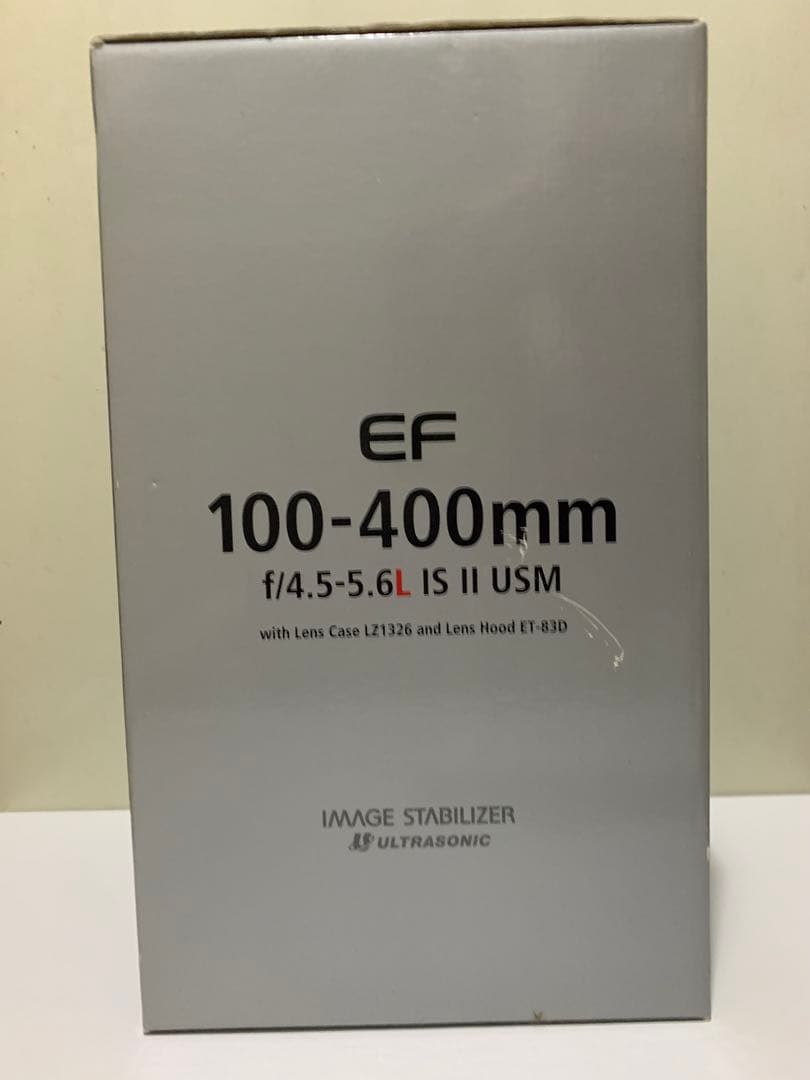 EF
100-400mm
f/4.5-5.6L IS II USM
with Lens Case LZ1326 and Lens Hood ET-83D
IMAGE STABILIZER
ULTRASONIC